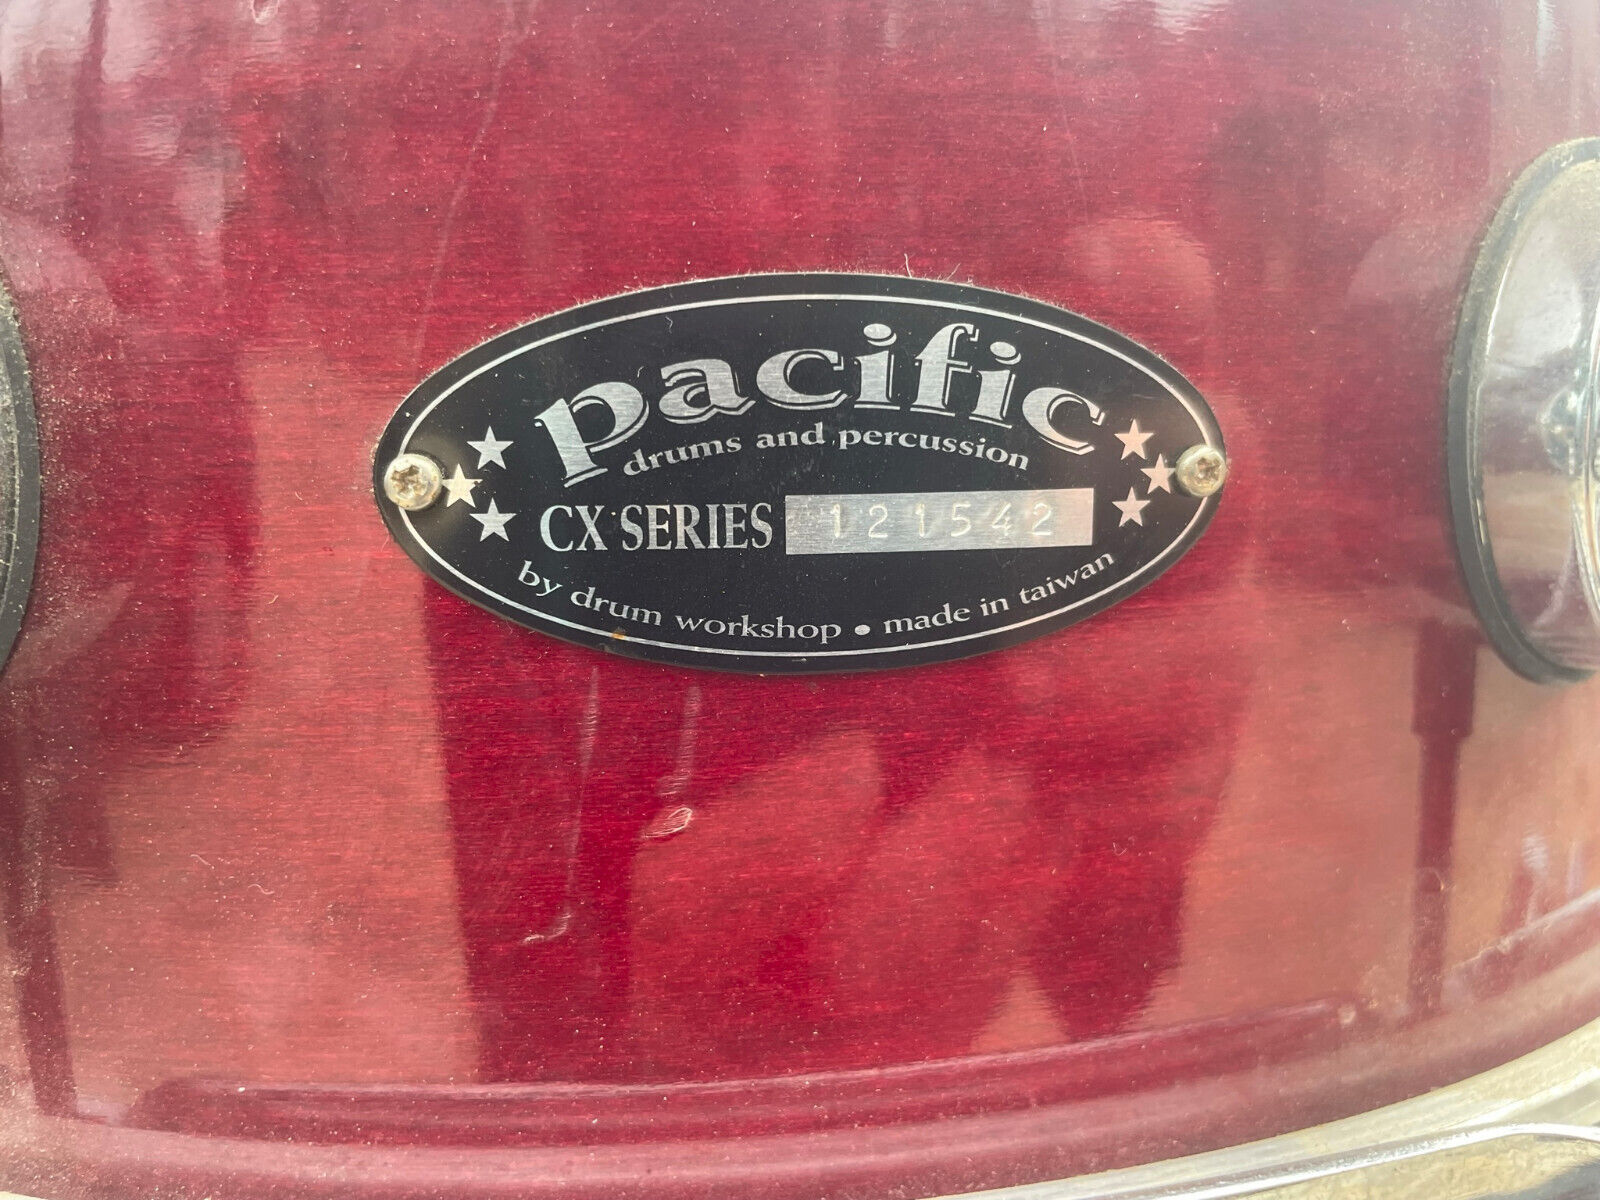 pacific
drums and percussion
CX SERIES 121542
by drum workshop • made in taiwan